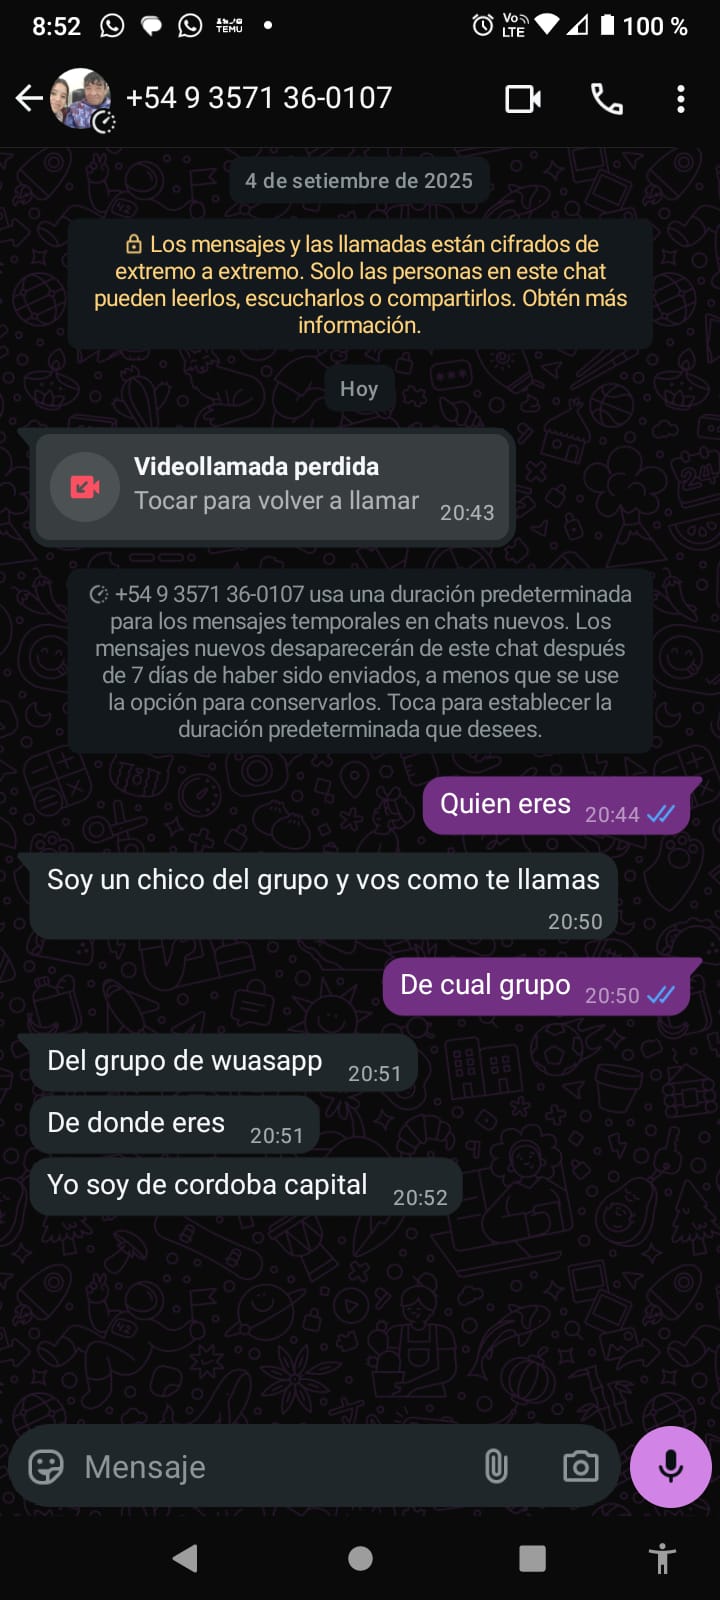 8:52
TEMU
Vo
LTE
100 %
+54 9 3571 36-0107
4 de setiembre de 2025
Los mensajes y las llamadas están cifrados de
extremo a extremo. Solo las personas en este chat
pueden leerlos, escucharlos o compartirlos. Obtén más
información.
Hoy
Videollamada perdida
Tocar para volver a llamar 20:43
+54 9 3571 36-0107 usa una duración predeterminada
para los mensajes temporales en chats nuevos. Los
mensajes nuevos desaparecerán de este chat después
de 7 días de haber sido enviados, a menos que se use
la opción para conservarlos. Toca para establecer la
duración predeterminada que desees.
Quien eres 20:44
Soy un chico del grupo y vos como te llamas
20:50
De cual grupo 20:50
Del grupo de wuasapp 20:51
De donde eres 20:51
Yo soy de cordoba capital 20:52
Mensaje